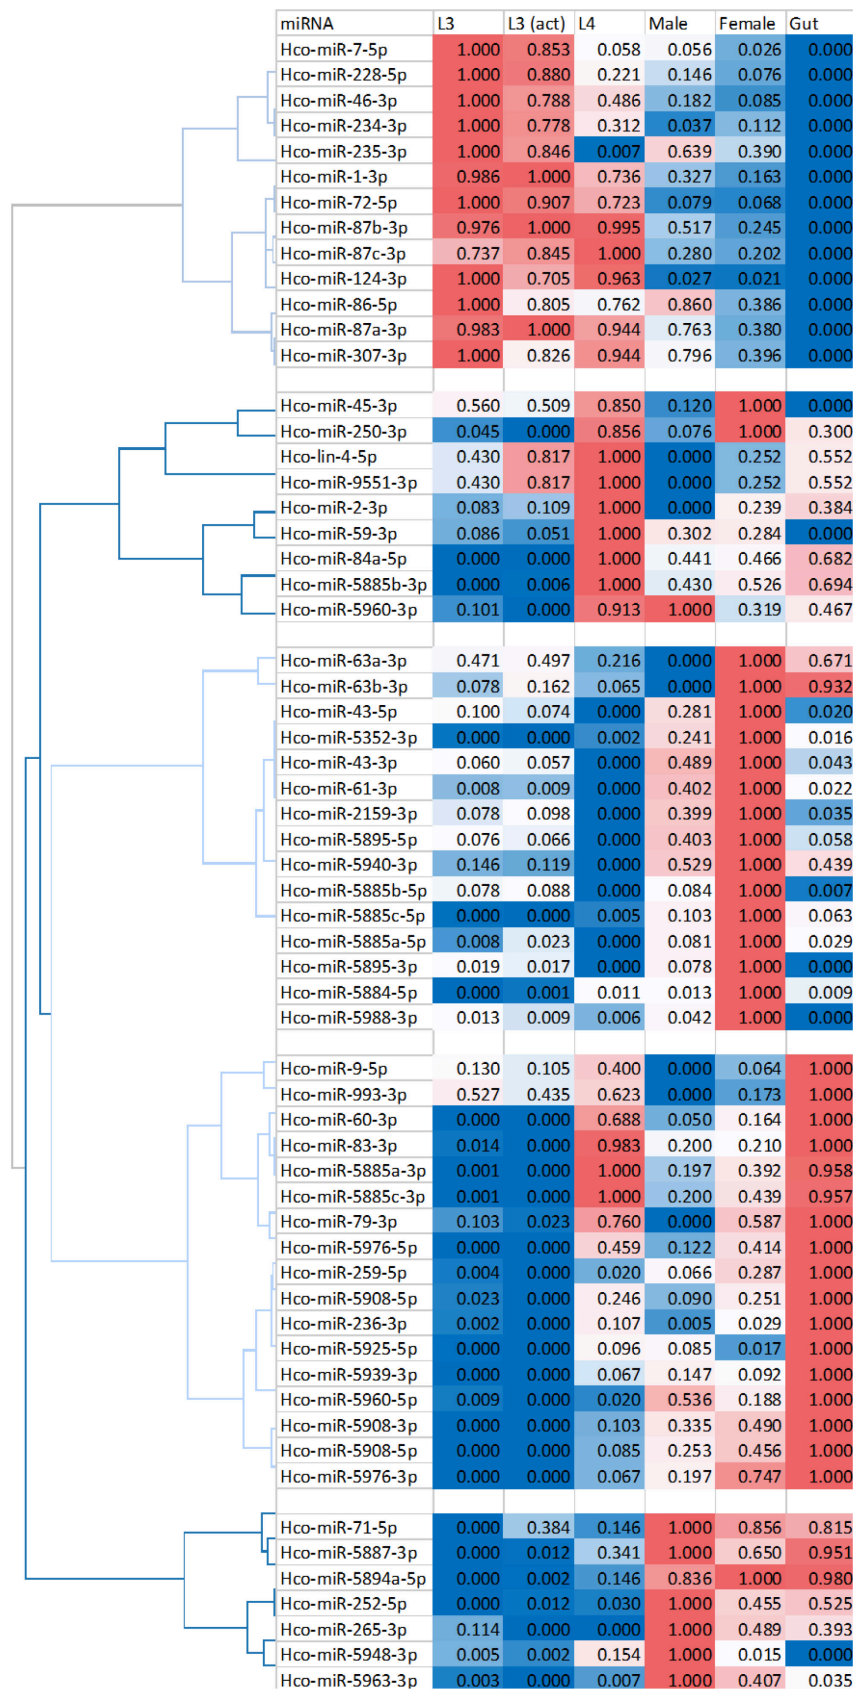 miRNA L3 L3 (act) L4 Male Female Gut
Hco-miR-7-5p 1.000 0.853 0.058 0.056 0.026 0.000
Hco-miR-228-5p 1.000 0.880 0.221 0.146 0.076 0.000
Hco-miR-46-3p 1.000 0.788 0.486 0.182 0.085 0.000
Hco-miR-234-3p 1.000 0.778 0.312 0.037 0.112 0.000
Hco-miR-235-3p 1.000 0.846 0.007 0.639 0.390 0.000
Hco-miR-1-3p 0.986 1.000 0.736 0.327 0.163 0.000
Hco-miR-72-5p 1.000 0.907 0.723 0.079 0.068 0.000
Hco-miR-87b-3p 0.976 1.000 0.995 0.517 0.245 0.000
Hco-miR-87c-3p 0.737 0.845 1.000 0.280 0.202 0.000
Hco-miR-124-3p 1.000 0.705 0.963 0.027 0.021 0.000
Hco-miR-86-5p 1.000 0.805 0.762 0.860 0.386 0.000
Hco-miR-87a-3p 0.983 1.000 0.944 0.763 0.380 0.000
Hco-miR-307-3p 1.000 0.826 0.944 0.796 0.396 0.000
Hco-miR-45-3p 0.560 0.509 0.850 0.120 1.000 0.000
Hco-miR-250-3p 0.045 0.000 0.856 0.076 1.000 0.300
Hco-lin-4-5p 0.430 0.817 1.000 0.000 0.252 0.552
Hco-miR-9551-3p 0.430 0.817 1.000 0.000 0.252 0.552
Hco-miR-2-3p 0.083 0.109 1.000 0.000 0.239 0.384
Hco-miR-59-3p 0.086 0.051 1.000 0.302 0.284 0.000
Hco-miR-84a-5p 0.000 0.000 1.000 0.441 0.466 0.682
Hco-miR-5885b-3p 0.000 0.006 1.000 0.430 0.526 0.694
Hco-miR-5960-3p 0.101 0.000 0.913 1.000 0.319 0.467
Hco-miR-63a-3p 0.471 0.497 0.216 0.000 1.000 0.671
Hco-miR-63b-3p 0.078 0.162 0.065 0.000 1.000 0.932
Hco-miR-43-5p 0.100 0.074 0.000 0.281 1.000 0.020
Hco-miR-5352-3p 0.000 0.000 0.002 0.241 1.000 0.016
Hco-miR-43-3p 0.060 0.057 0.000 0.489 1.000 0.043
Hco-miR-61-3p 0.008 0.009 0.000 0.402 1.000 0.022
Hco-miR-2159-3p 0.078 0.098 0.000 0.399 1.000 0.035
Hco-miR-5895-5p 0.076 0.066 0.000 0.403 1.000 0.058
Hco-miR-5940-3p 0.146 0.119 0.000 0.529 1.000 0.439
Hco-miR-5885b-5p 0.078 0.088 0.000 0.084 1.000 0.007
Hco-miR-5885c-5p 0.000 0.000 0.005 0.103 1.000 0.063
Hco-miR-5885a-5p 0.008 0.023 0.000 0.081 1.000 0.029
Hco-miR-5895-3p 0.019 0.017 0.000 0.078 1.000 0.000
Hco-miR-5884-5p 0.000 0.001 0.011 0.013 1.000 0.009
Hco-miR-5988-3p 0.013 0.009 0.006 0.042 1.000 0.000
Hco-miR-9-5p 0.130 0.105 0.400 0.000 0.064 1.000
Hco-miR-993-3p 0.527 0.435 0.623 0.000 0.173 1.000
Hco-miR-60-3p 0.000 0.000 0.688 0.050 0.164 1.000
Hco-miR-83-3p 0.014 0.000 0.983 0.200 0.210 1.000
Hco-miR-5885a-3p 0.001 0.000 1.000 0.197 0.392 0.958
Hco-miR-5885c-3p 0.001 0.000 1.000 0.200 0.439 0.957
Hco-miR-79-3p 0.103 0.023 0.760 0.000 0.587 1.000
Hco-miR-5976-5p 0.000 0.000 0.459 0.122 0.414 1.000
Hco-miR-259-5p 0.004 0.000 0.020 0.066 0.287 1.000
Hco-miR-5908-5p 0.023 0.000 0.246 0.090 0.251 1.000
Hco-miR-236-3p 0.002 0.000 0.107 0.005 0.029 1.000
Hco-miR-5925-5p 0.000 0.000 0.096 0.085 0.017 1.000
Hco-miR-5939-3p 0.000 0.000 0.067 0.147 0.092 1.000
Hco-miR-5960-5p 0.009 0.000 0.020 0.536 0.188 1.000
Hco-miR-5908-3p 0.000 0.000 0.103 0.335 0.490 1.000
Hco-miR-5908-5p 0.000 0.000 0.085 0.253 0.456 1.000
Hco-miR-5976-3p 0.000 0.000 0.067 0.197 0.747 1.000
Hco-miR-71-5p 0.000 0.384 0.146 1.000 0.856 0.815
Hco-miR-5887-3p 0.000 0.012 0.341 1.000 0.650 0.951
Hco-miR-5894a-5p 0.000 0.002 0.146 0.836 1.000 0.980
Hco-miR-252-5p 0.000 0.012 0.030 1.000 0.455 0.525
Hco-miR-265-3p 0.114 0.000 0.000 1.000 0.489 0.393
Hco-miR-5948-3p 0.005 0.002 0.154 1.000 0.015 0.000
Hco-miR-5963-3p 0.003 0.000 0.007 1.000 0.407 0.035